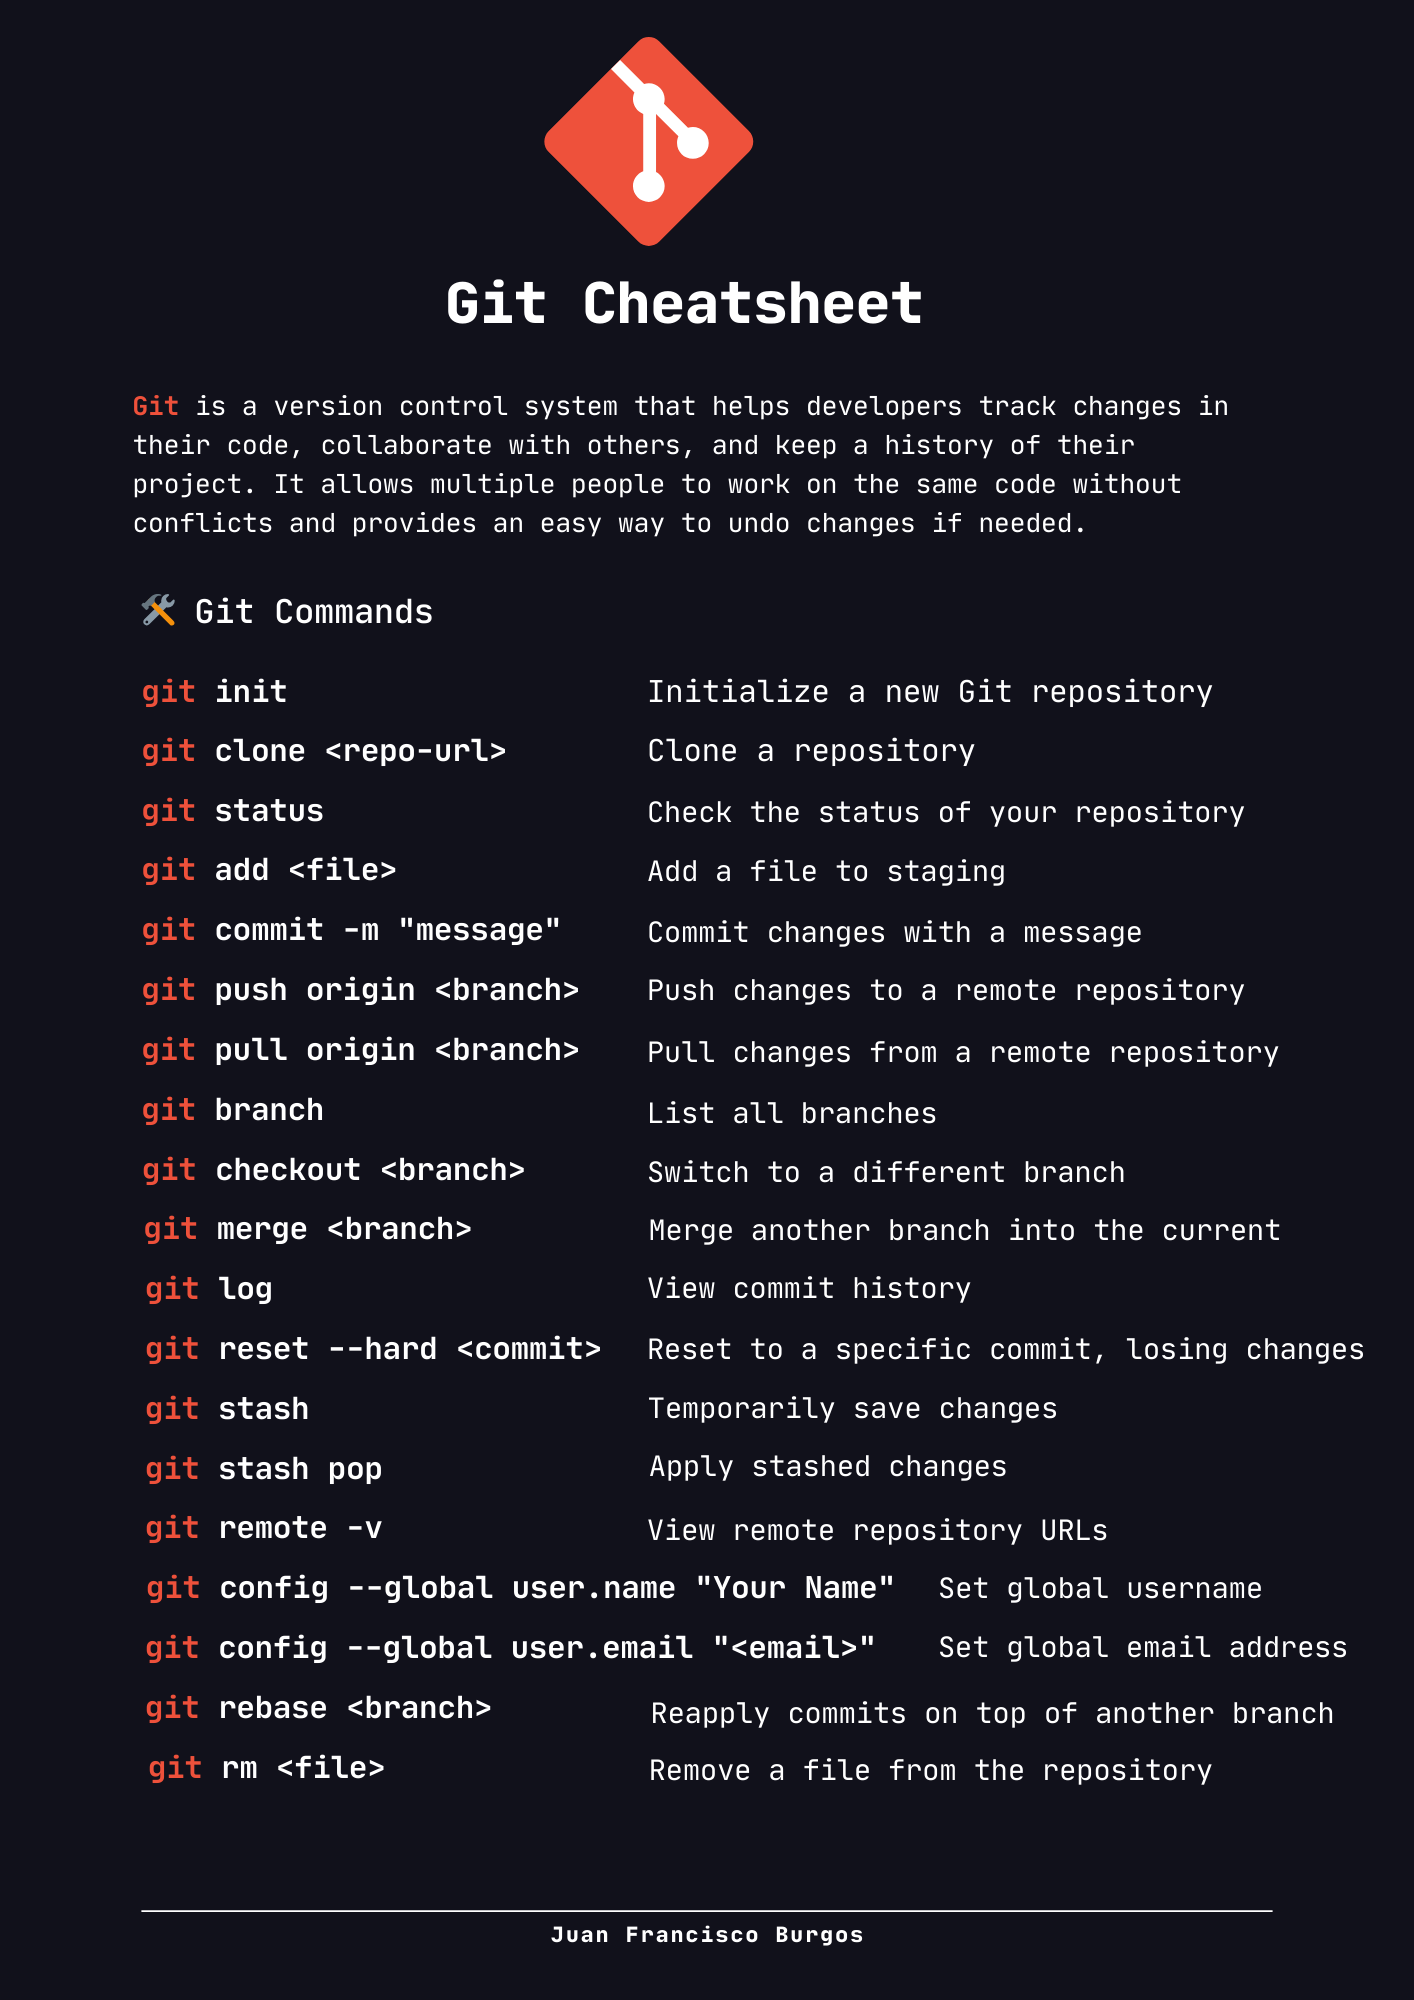 Git Cheatsheet
Git is a version control system that helps developers track changes in
their code, collaborate with others, and keep a history of their
project. It allows multiple people to work on the same code without
conflicts and provides an easy way to undo changes if needed.
🛠 Git Commands
git init Initialize a new Git repository
git clone <repo-url> Clone a repository
git status Check the status of your repository
git add <file> Add a file to staging
git commit -m "message" Commit changes with a message
git push origin <branch> Push changes to a remote repository
git pull origin <branch> Pull changes from a remote repository
git branch List all branches
git checkout <branch> Switch to a different branch
git merge <branch> Merge another branch into the current
git log View commit history
git reset --hard <commit> Reset to a specific commit, losing changes
git stash Temporarily save changes
git stash pop Apply stashed changes
git remote -v View remote repository URLs
git config --global user.name "Your Name" Set global username
git config --global user.email "<email>" Set global email address
git rebase <branch> Reapply commits on top of another branch
git rm <file> Remove a file from the repository
Juan Francisco Burgos